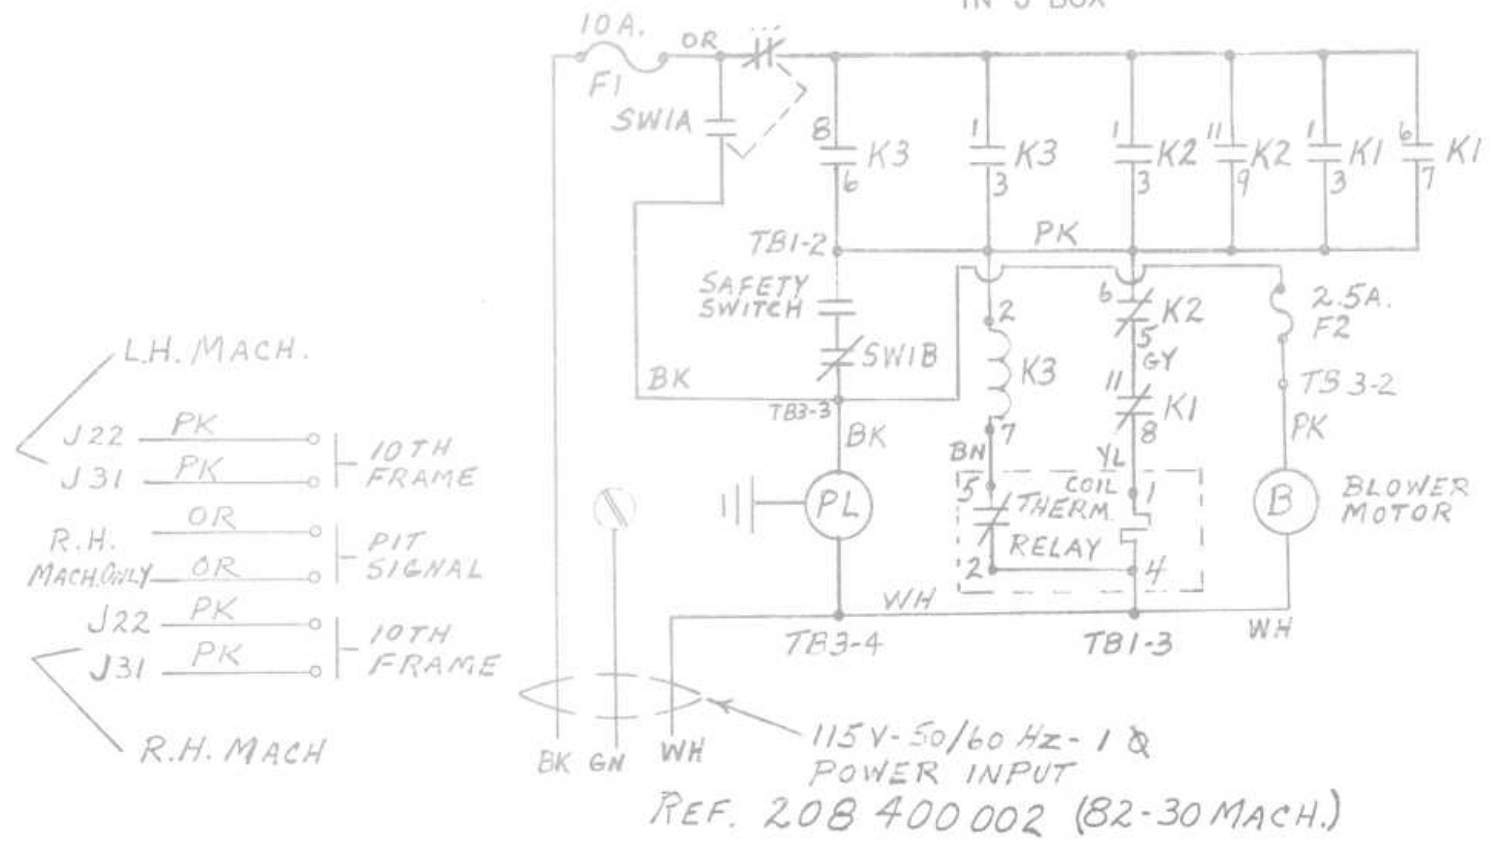 IN J BOX
10A.
F1
OR
SW1A
8
K3
6
1
K3
3
1
K2
3
11
K2
9
1
K1
3
6
K1
7
TB1-2
PK
SAFETY
SWITCH
SW1B
BK
TB3-3
BK
PL
2
K3
7
BN
6
K2
5
GY
11
K1
8
YL
2.5A.
F2
TB3-2
PK
B
BLOWER
MOTOR
5
COIL
1
THERM.
RELAY
2
4
WH
TB3-4
TB1-3
WH
L.H. MACH.
J22 PK
J31 PK
10TH
FRAME
OR
R.H.
MACH.ONLY OR
PIT
SIGNAL
J22 PK
J31 PK
10TH
FRAME
R.H. MACH
BK GN WH
115V-50/60 HZ-1 Ø
POWER INPUT
REF. 208 400 002 (82-30 MACH.)